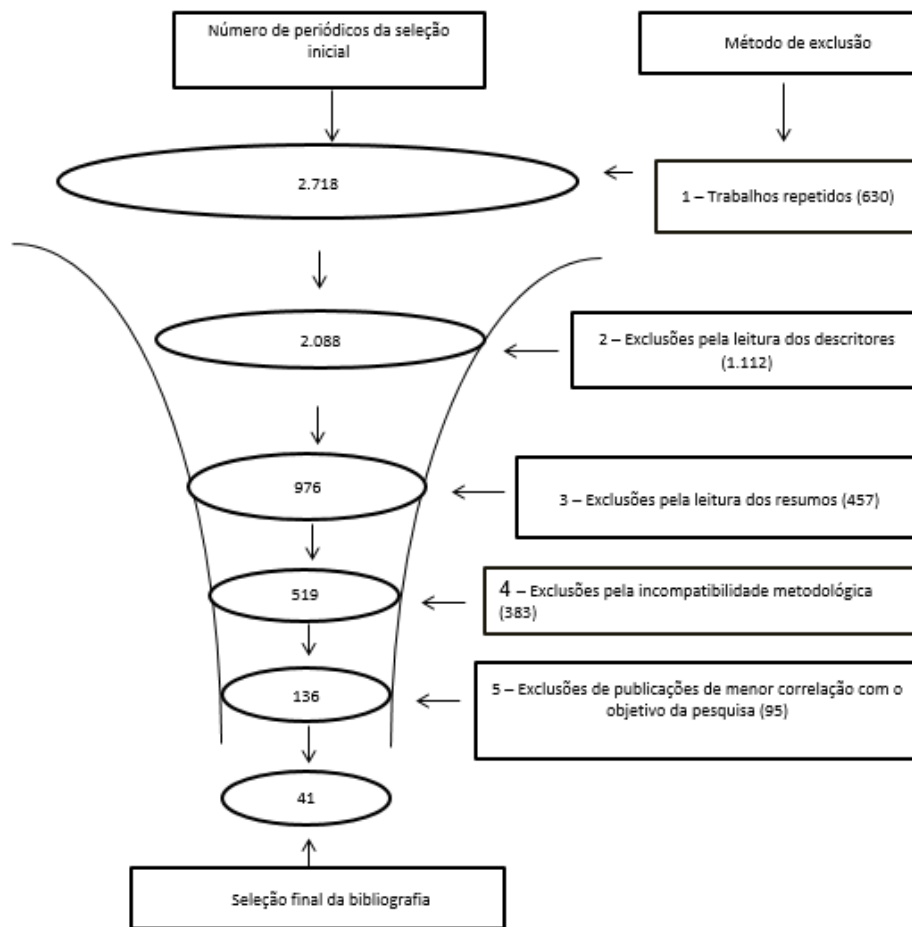 Número de periódicos da seleção
inicial
Método de exclusão
2.718
1 – Trabalhos repetidos (630)
2.088
2 – Exclusões pela leitura dos descritores
(1.112)
976
3 – Exclusões pela leitura dos resumos (457)
519
4 – Exclusões pela incompatibilidade metodológica
(383)
136
5 – Exclusões de publicações de menor correlação com o
objetivo da pesquisa (95)
41
Seleção final da bibliografia